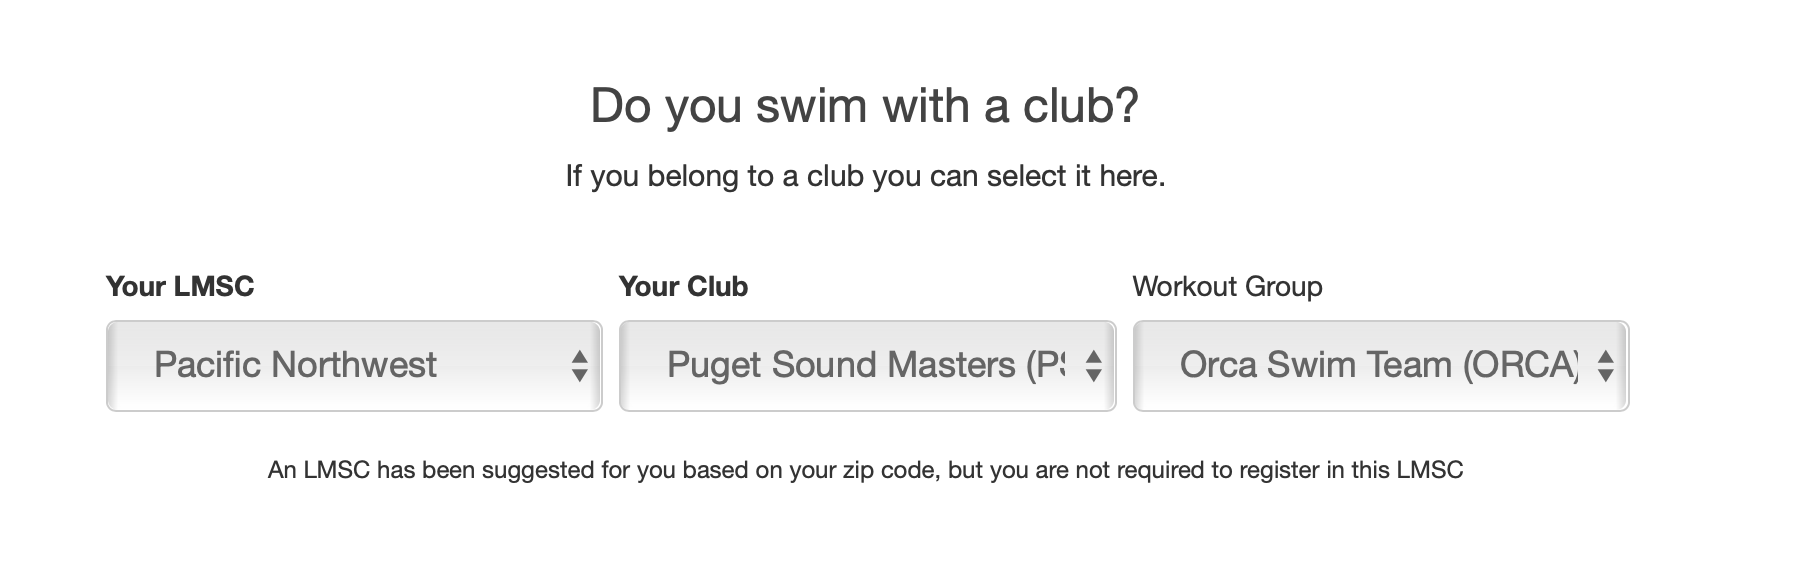 Do you swim with a club?
If you belong to a club you can select it here.
Your LMSC
Your Club
Workout Group
Pacific Northwest
Puget Sound Masters
Orca Swim Team (ORCA)
An LMSC has been suggested for you based on your zip code, but you are not required to register in this LMSC